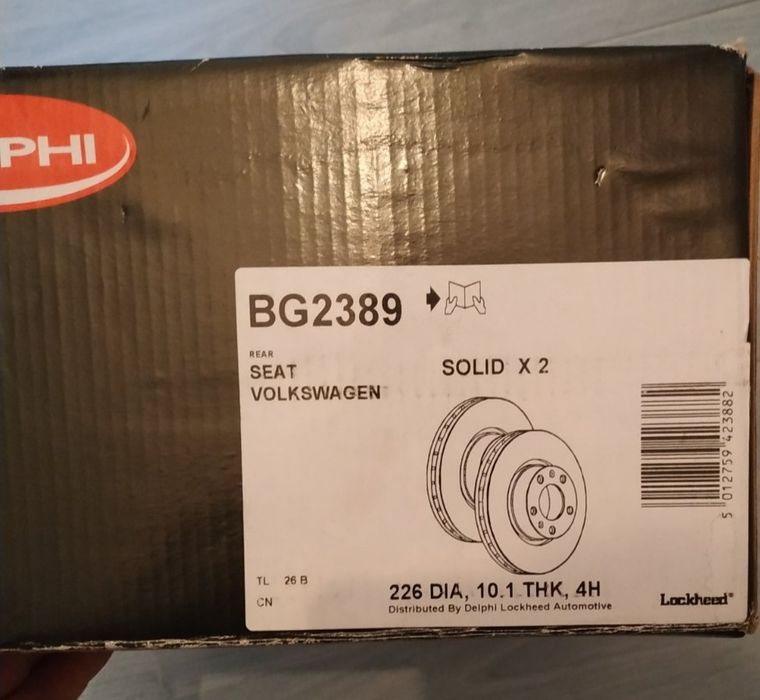 PHI
BG2389
REAR
SEAT
VOLKSWAGEN
SOLID X 2
5 012759 423882
TL 26 B
CN
226 DIA, 10.1 THK, 4H
Distributed By Delphi Lockheed Automotive
Lockheed®